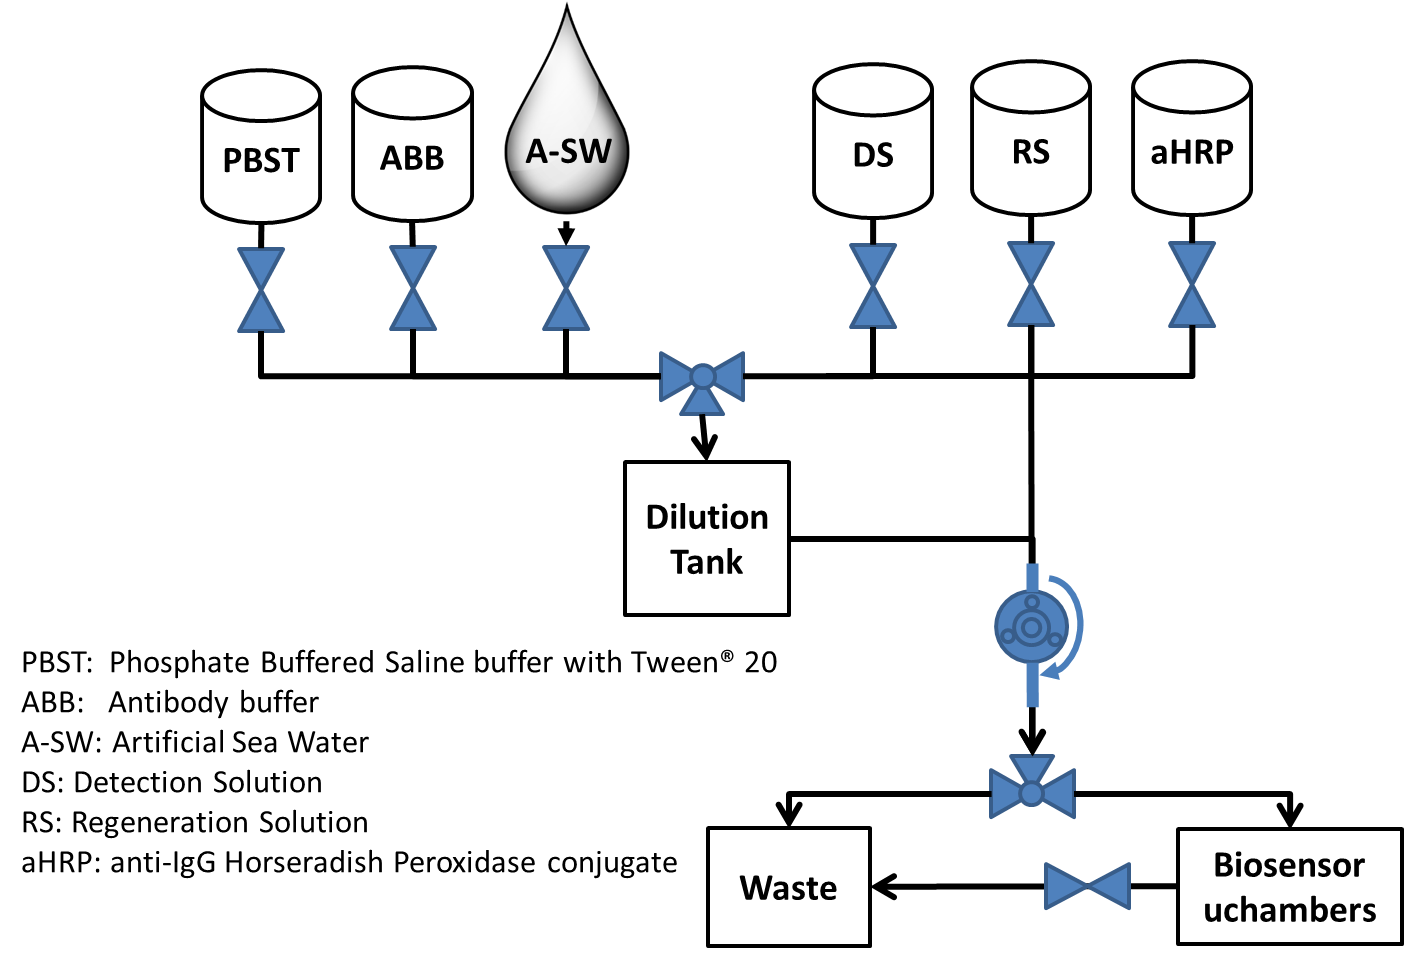 PBST
ABB
A-SW
DS
RS
aHRP
Dilution
Tank
PBST: Phosphate Buffered Saline buffer with Tween® 20
ABB: Antibody buffer
A-SW: Artificial Sea Water
DS: Detection Solution
RS: Regeneration Solution
aHRP: anti-IgG Horseradish Peroxidase conjugate
Waste
Biosensor
uchambers